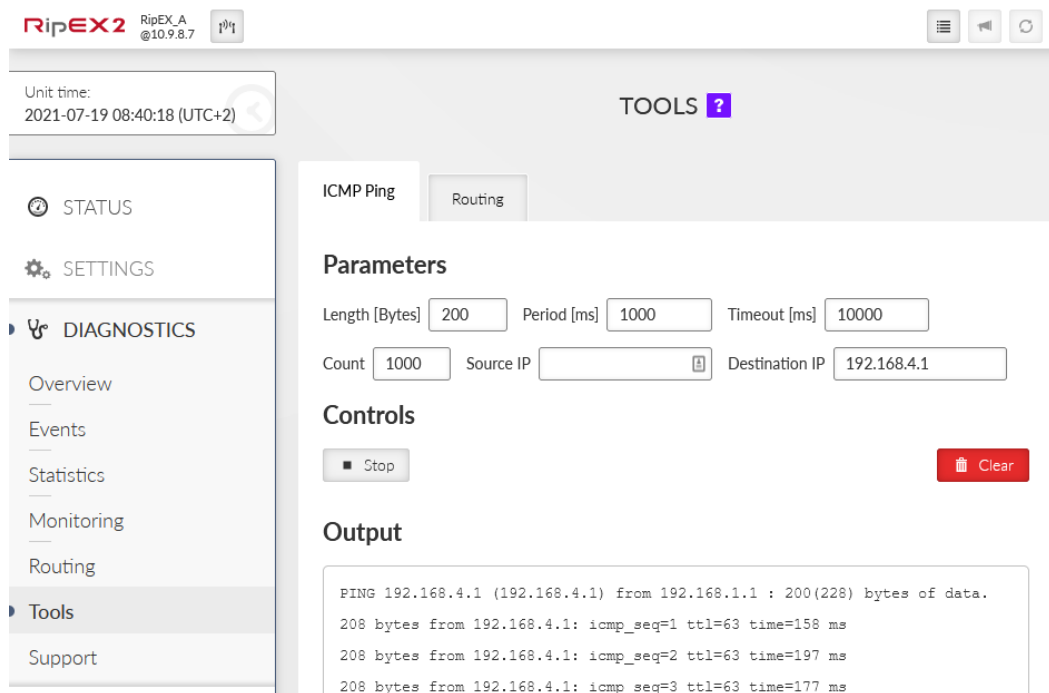 RipEX2 RipEX_A
@10.9.8.7
Unit time:
2021-07-19 08:40:18 (UTC+2)
TOOLS ?
STATUS
SETTINGS
DIAGNOSTICS
Overview
Events
Statistics
Monitoring
Routing
Tools
Support
ICMP Ping Routing
Parameters
Length [Bytes] 200 Period [ms] 1000 Timeout [ms] 10000
Count 1000 Source IP Destination IP 192.168.4.1
Controls
Stop Clear
Output
PING 192.168.4.1 (192.168.4.1) from 192.168.1.1 : 200(228) bytes of data.
208 bytes from 192.168.4.1: icmp_seq=1 ttl=63 time=158 ms
208 bytes from 192.168.4.1: icmp_seq=2 ttl=63 time=197 ms
208 bytes from 192.168.4.1: icmp_seq=3 ttl=63 time=177 ms